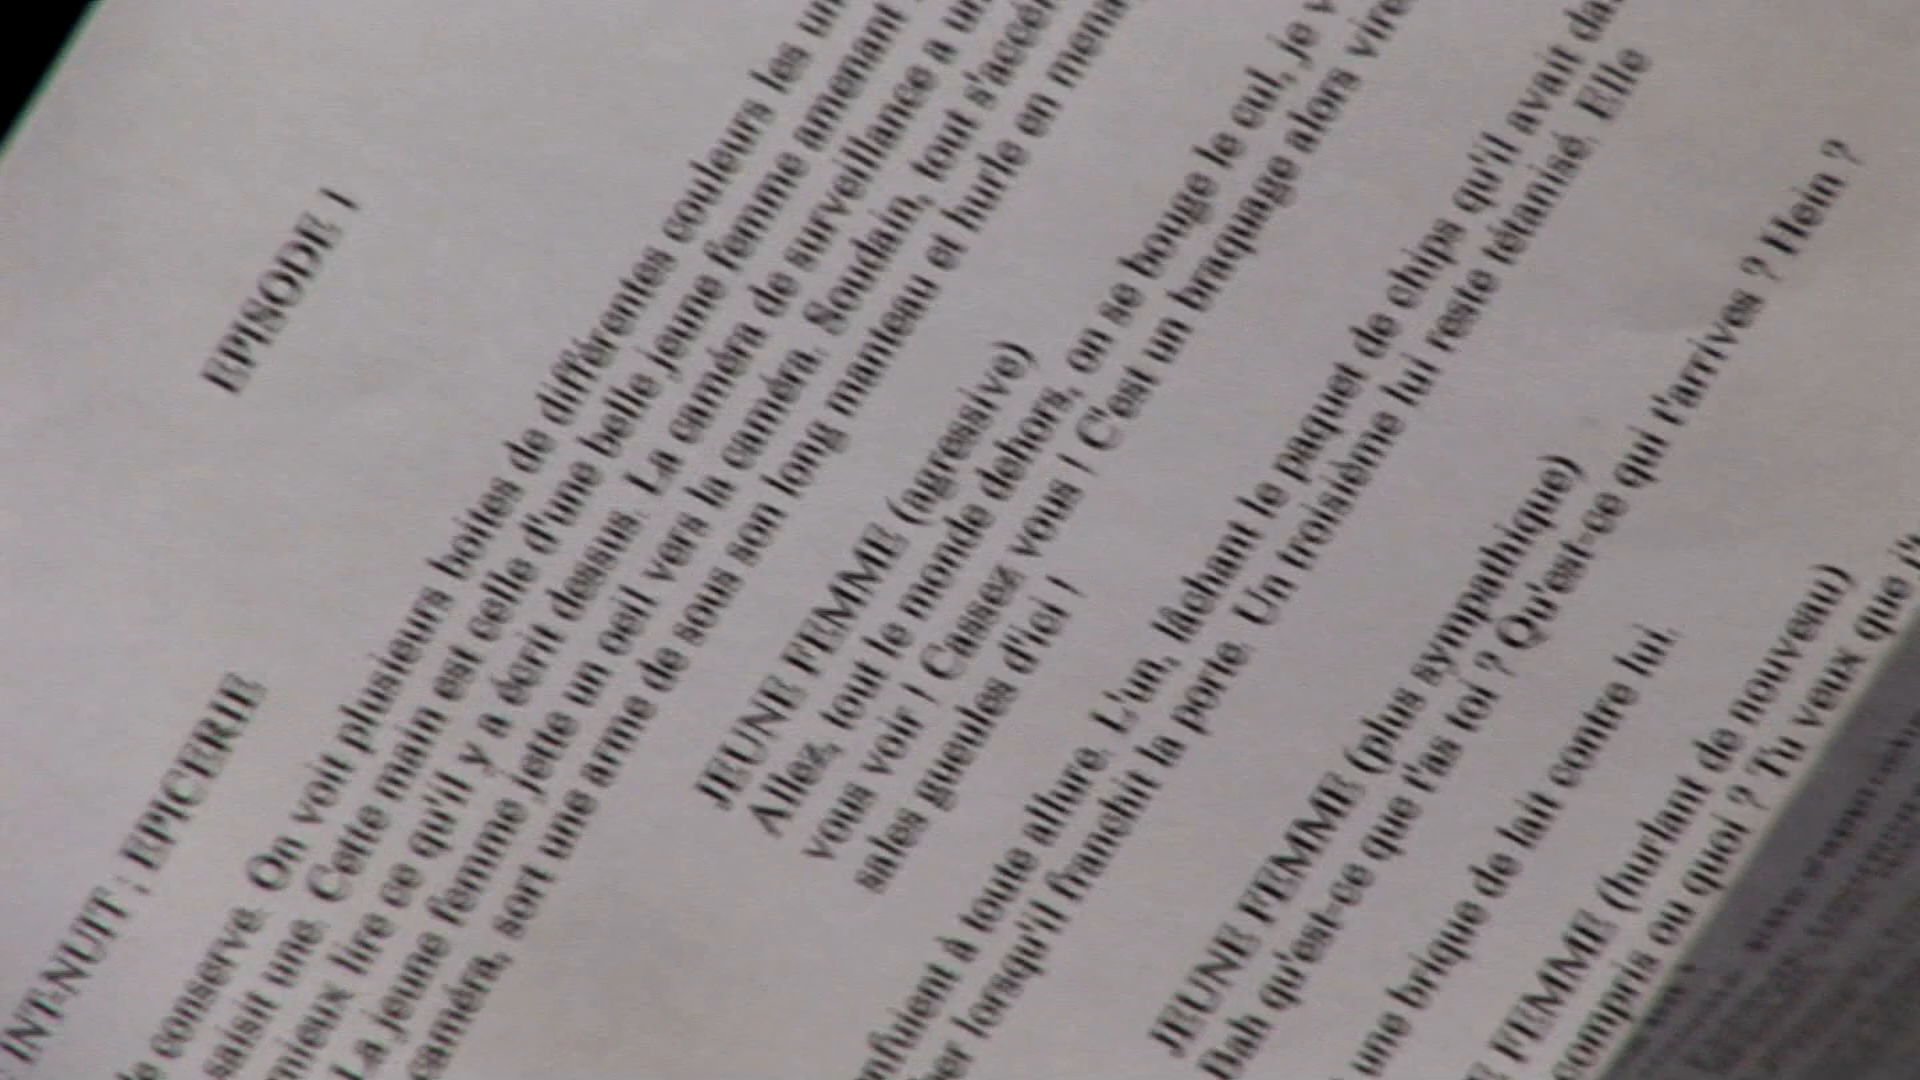 EPISODE 1
INT-NUIT ; EPICERIE
conserve. On voit plusieurs boites de différentes couleurs les
saisit une. Cette main est celle d'une belle jeune femme amenant
mieux lire ce qu'il y a écrit dessus. La caméra de surveillance a
La jeune femme jette un oeil vers la caméra. Soudain, tout
caméra, sort une arme de sous son long manteau et hurle en
JEUNE FEMME (agressive)
Allez, tout le monde dehors, on se bouge le cul, je
vous voir ! Cassez vous ! C'est un braquage alors
sales gueules d'ici !
à toute allure. L'un, lâchant le paquet de chips qu'il avait
lorsqu'il franchit la porte. Un troisième lui reste tétanisé. Elle
JEUNE FEMME (plus sympathique)
Bah qu'est-ce que t'as toi ? Qu'est-ce qui t'arrives ? Hein ?
une brique de lait contre lui.
FEMME (hurlant de nouveau)
compris ou quoi ? Tu veux que